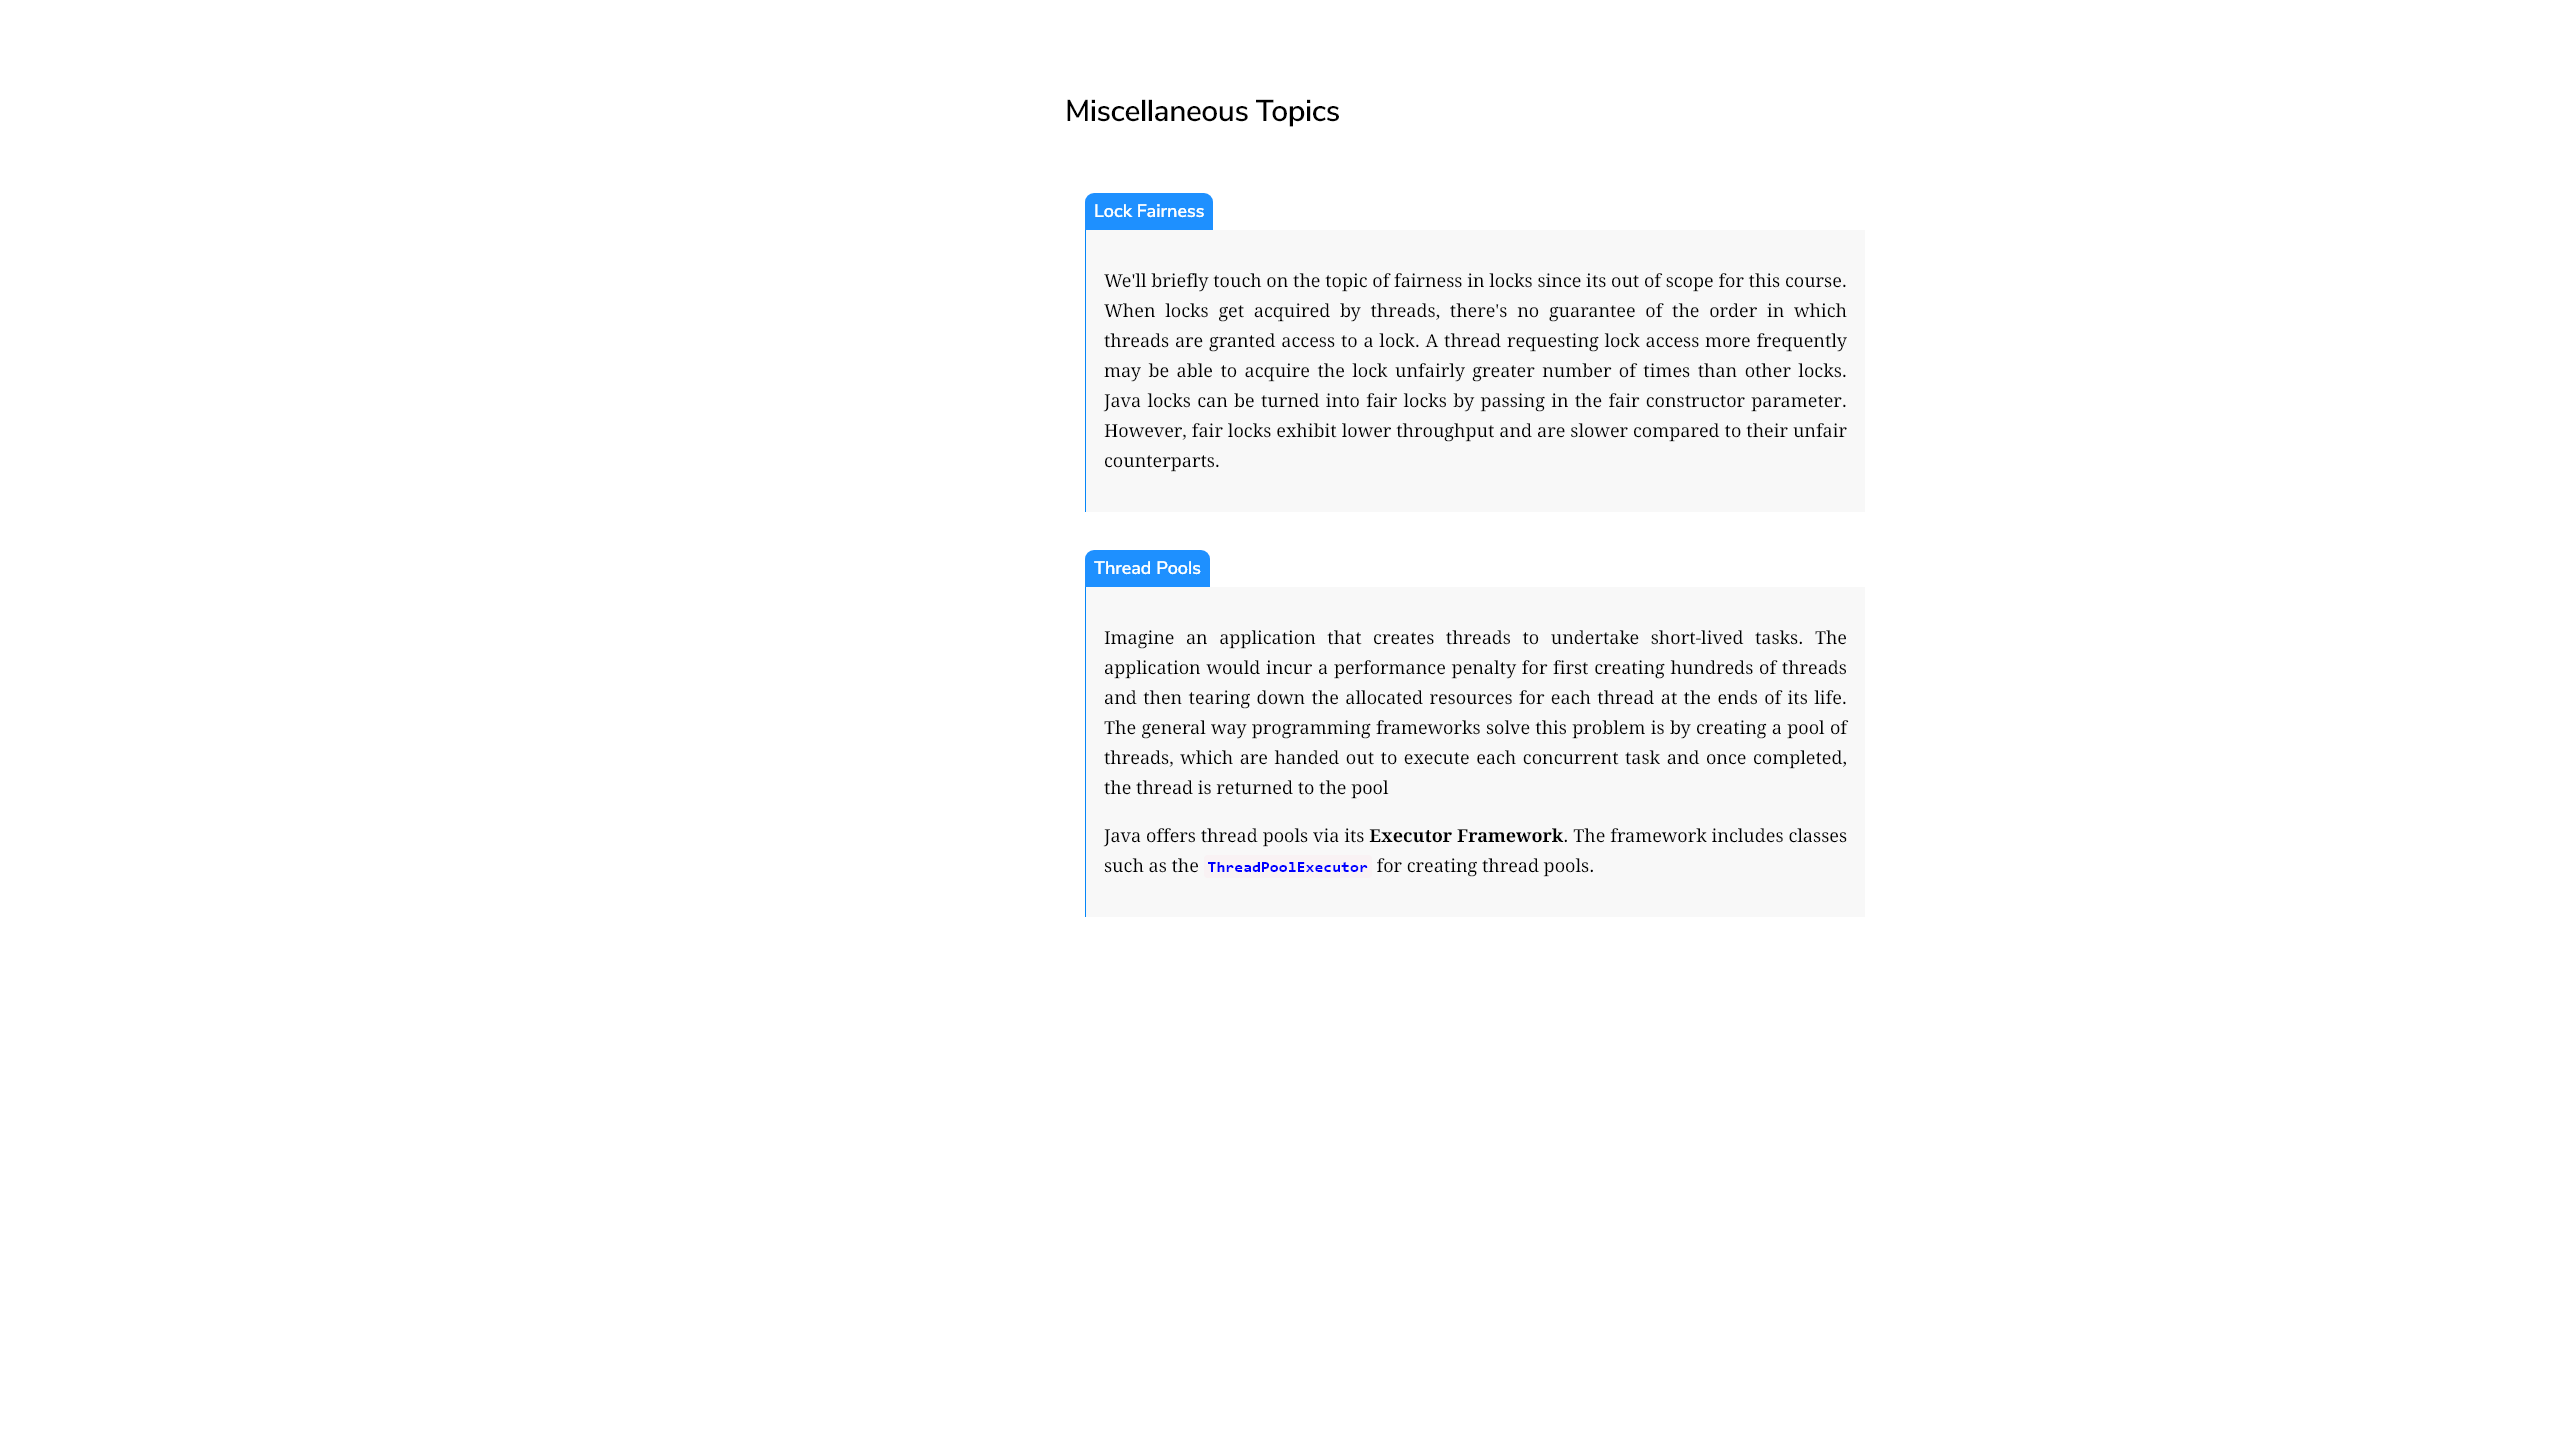 Miscellaneous Topics
Lock Fairness
We'll briefly touch on the topic of fairness in locks since its out of scope for this course.
When locks get acquired by threads, there's no guarantee of the order in which
threads are granted access to a lock. A thread requesting lock access more frequently
may be able to acquire the lock unfairly greater number of times than other locks.
Java locks can be turned into fair locks by passing in the fair constructor parameter.
However, fair locks exhibit lower throughput and are slower compared to their unfair
counterparts.
Thread Pools
Imagine an application that creates threads to undertake short-lived tasks. The
application would incur a performance penalty for first creating hundreds of threads
and then tearing down the allocated resources for each thread at the ends of its life.
The general way programming frameworks solve this problem is by creating a pool of
threads, which are handed out to execute each concurrent task and once completed,
the thread is returned to the pool
Java offers thread pools via its Executor Framework. The framework includes classes
such as the ThreadPoolExecutor for creating thread pools.